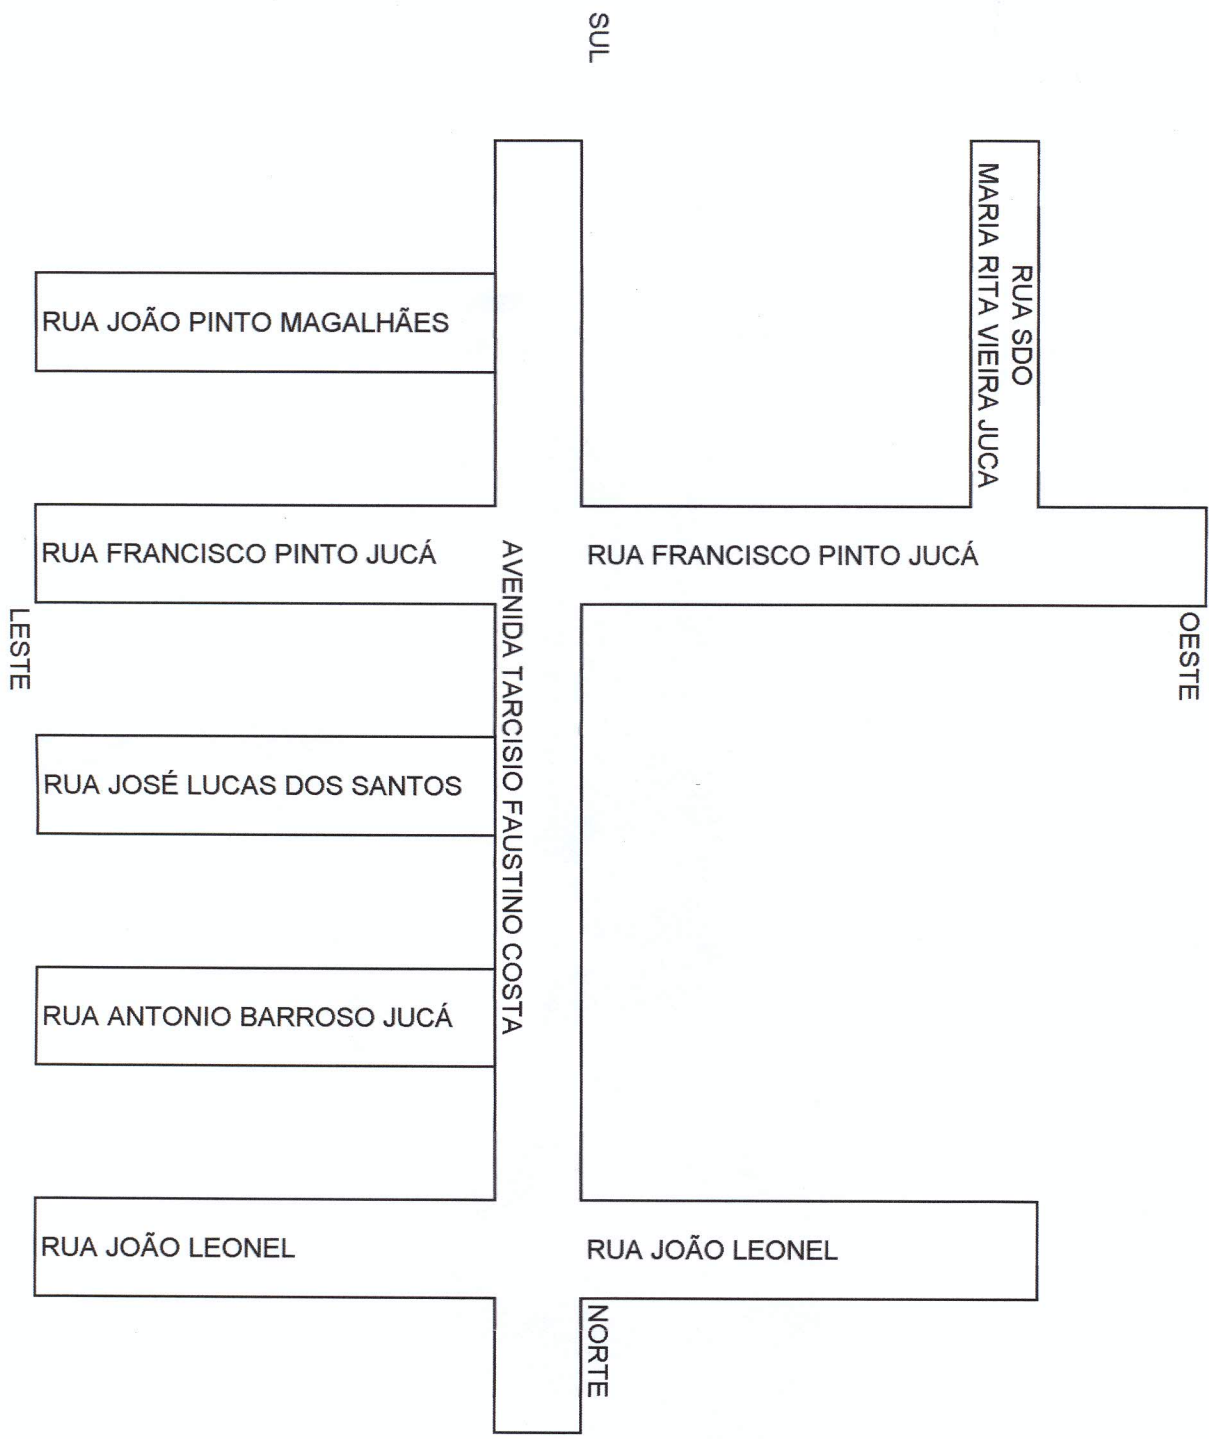 SUL
RUA SDO
MARIA RITA VIEIRA JUCA
RUA JOÃO PINTO MAGALHÃES
RUA FRANCISCO PINTO JUCÁ
RUA FRANCISCO PINTO JUCÁ
AVENIDA TARCISIO FAUSTINO COSTA
LESTE
OESTE
RUA JOSÉ LUCAS DOS SANTOS
RUA ANTONIO BARROSO JUCÁ
RUA JOÃO LEONEL
RUA JOÃO LEONEL
NORTE